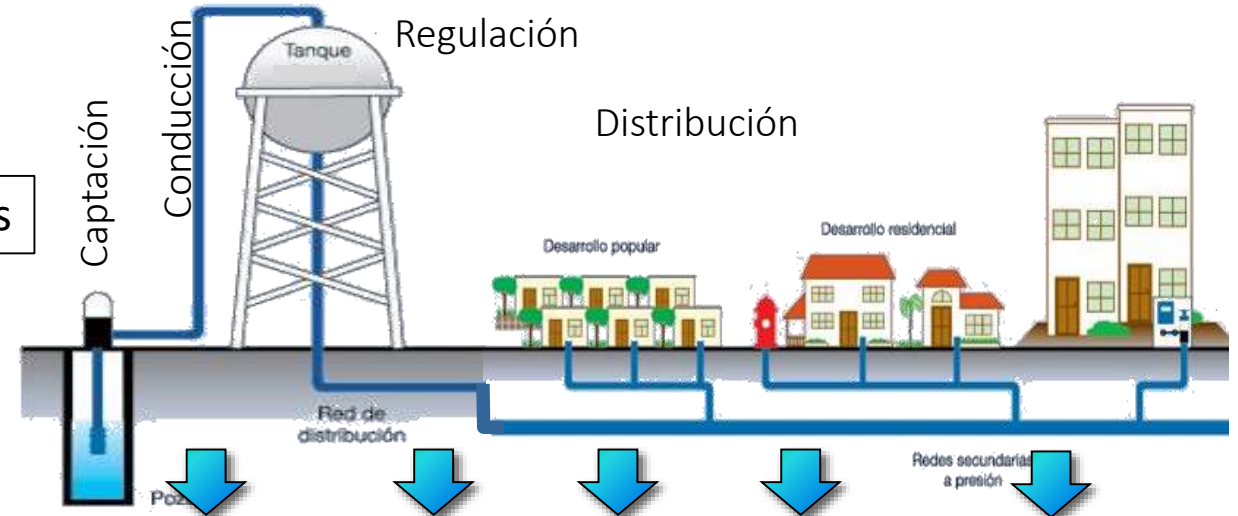 Regulación
Tanque
Conducción
Captación
Distribución
s
Desarrollo popular
Desarrollo residencial
Red de
distribución
Redes secundarias
a presión